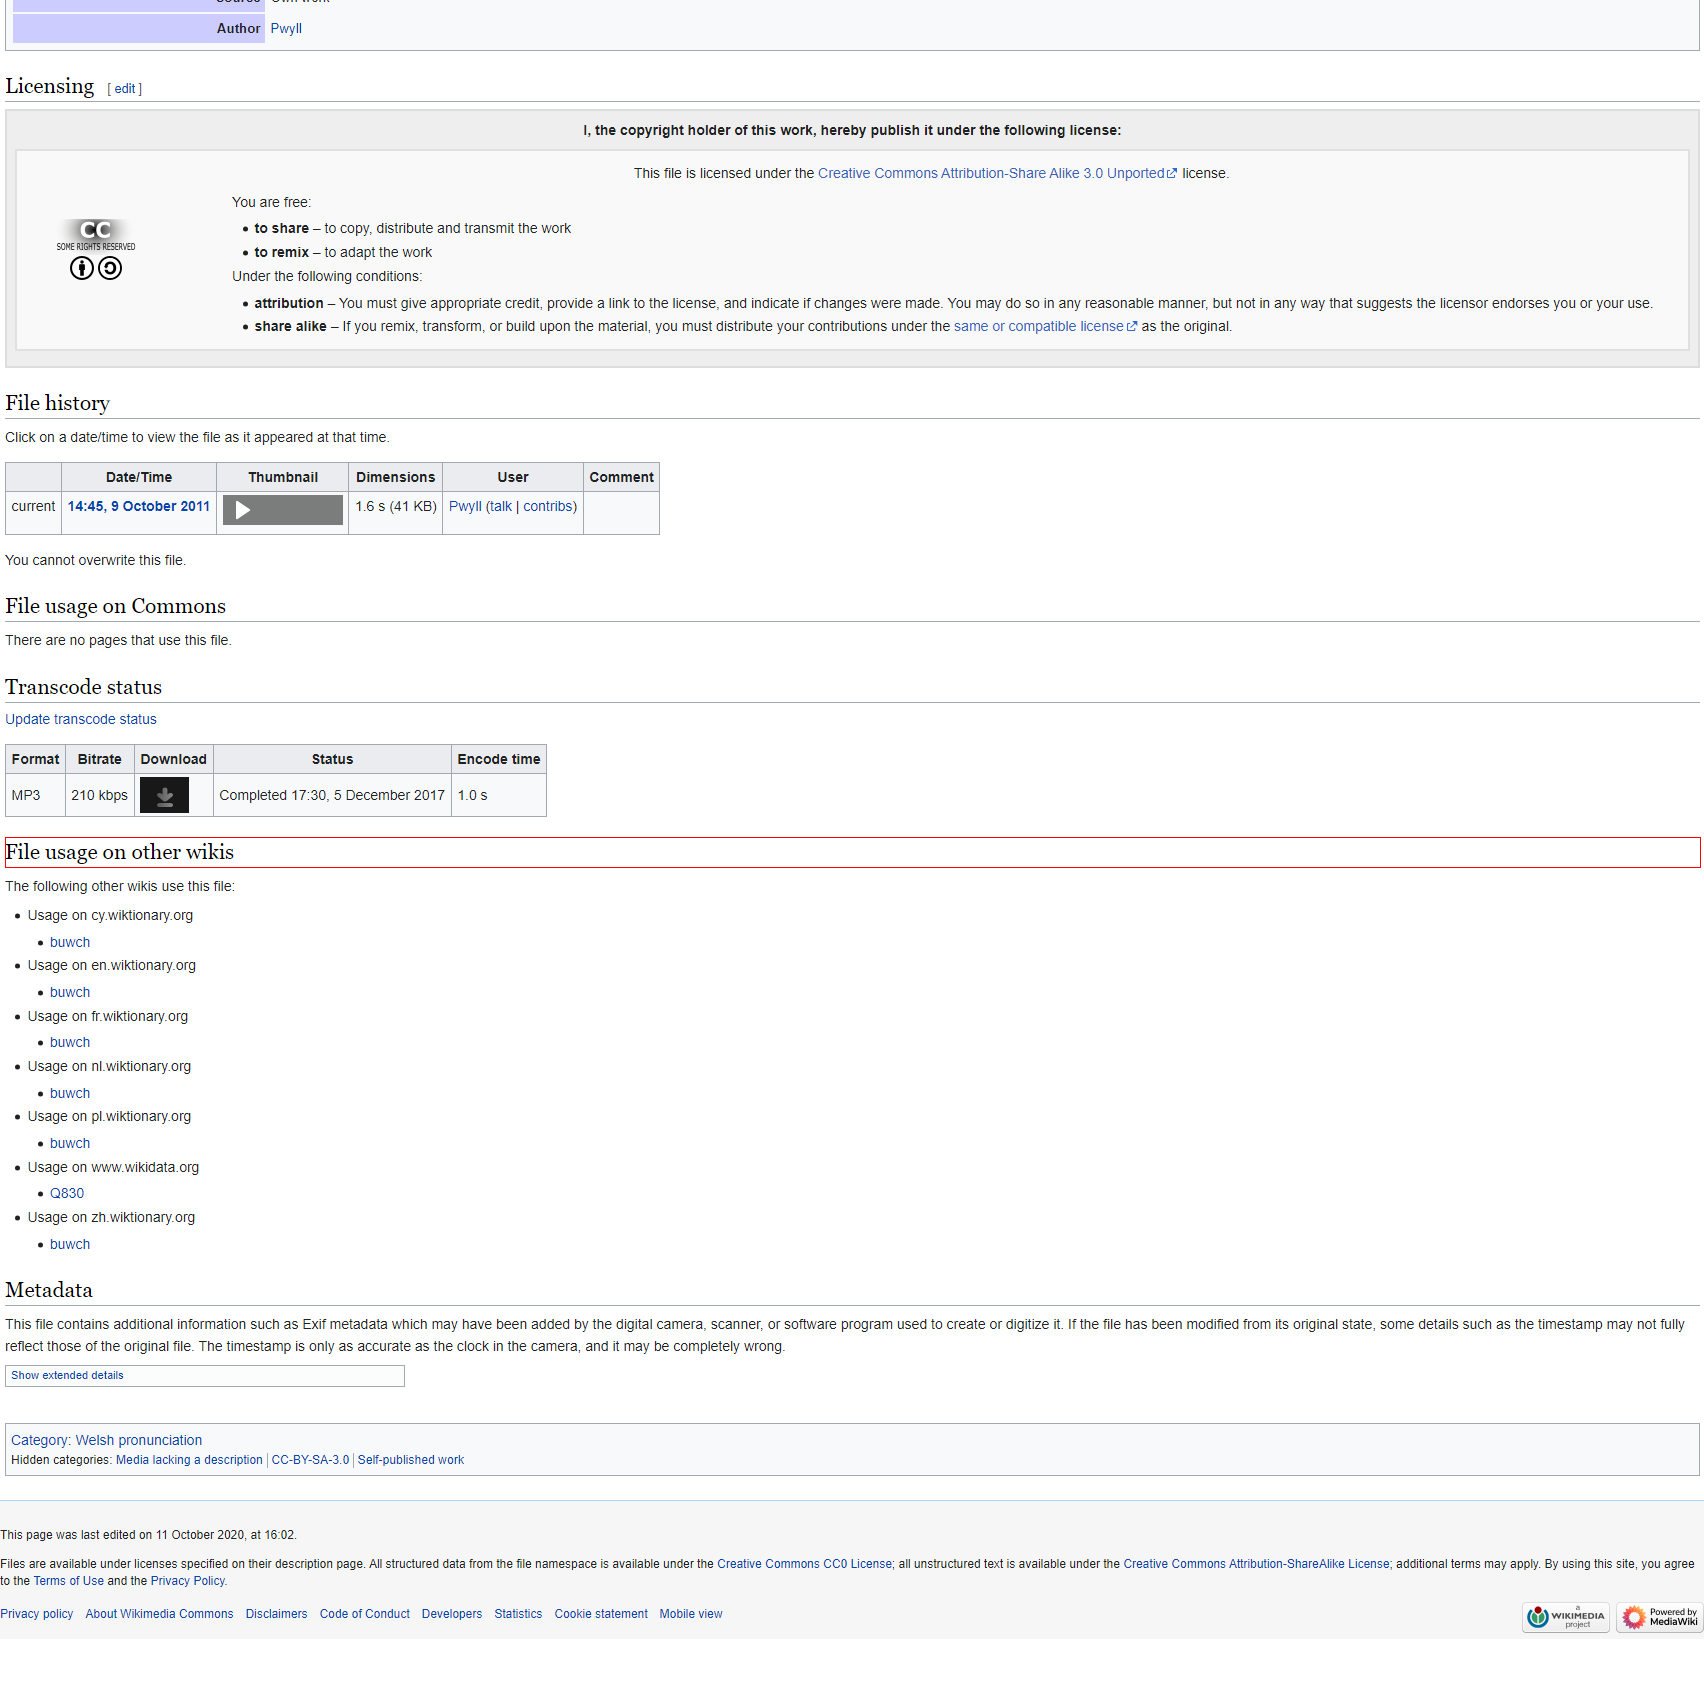 Author Pwyll
Licensing [ edit ]
I, the copyright holder of this work, hereby publish it under the following license:
This file is licensed under the Creative Commons Attribution-Share Alike 3.0 Unported license.
CC
SOME RIGHTS RESERVED
You are free:
• to share – to copy, distribute and transmit the work
• to remix – to adapt the work
Under the following conditions:
• attribution – You must give appropriate credit, provide a link to the license, and indicate if changes were made. You may do so in any reasonable manner, but not in any way that suggests the licensor endorses you or your use.
• share alike – If you remix, transform, or build upon the material, you must distribute your contributions under the same or compatible license as the original.
File history
Click on a date/time to view the file as it appeared at that time.
Date/Time Thumbnail Dimensions User Comment
current 14:45, 9 October 2011 1.6 s (41 KB) Pwyll (talk | contribs)
You cannot overwrite this file.
File usage on Commons
There are no pages that use this file.
Transcode status
Update transcode status
Format Bitrate Download Status Encode time
MP3 210 kbps Completed 17:30, 5 December 2017 1.0 s
File usage on other wikis
The following other wikis use this file:
• Usage on cy.wiktionary.org
• buwch
• Usage on en.wiktionary.org
• buwch
• Usage on fr.wiktionary.org
• buwch
• Usage on nl.wiktionary.org
• buwch
• Usage on pl.wiktionary.org
• buwch
• Usage on www.wikidata.org
• Q830
• Usage on zh.wiktionary.org
• buwch
Metadata
This file contains additional information such as Exif metadata which may have been added by the digital camera, scanner, or software program used to create or digitize it. If the file has been modified from its original state, some details such as the timestamp may not fully
reflect those of the original file. The timestamp is only as accurate as the clock in the camera, and it may be completely wrong.
Show extended details
Category: Welsh pronunciation
Hidden categories: Media lacking a description | CC-BY-SA-3.0 | Self-published work
This page was last edited on 11 October 2020, at 16:02.
Files are available under licenses specified on their description page. All structured data from the file namespace is available under the Creative Commons CC0 License; all unstructured text is available under the Creative Commons Attribution-ShareAlike License; additional terms may apply. By using this site, you agree
to the Terms of Use and the Privacy Policy.
Privacy policy About Wikimedia Commons Disclaimers Code of Conduct Developers Statistics Cookie statement Mobile view
a WIKIMEDIA project
Powered by MediaWiki